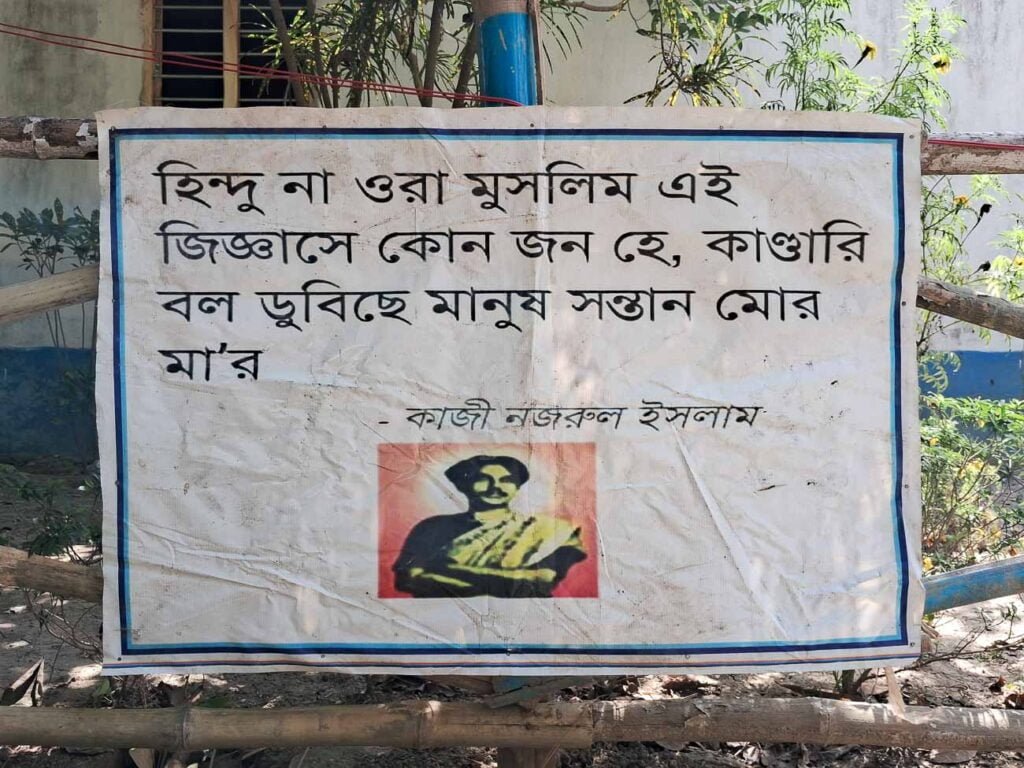 হিন্দু না ওরা মুসলিম এই
জিজ্ঞাসে কোন জন হে, কাণ্ডারি
বল ডুবিছে মানুষ সন্তান মোর
মা'র
- কাজী নজরুল ইসলাম